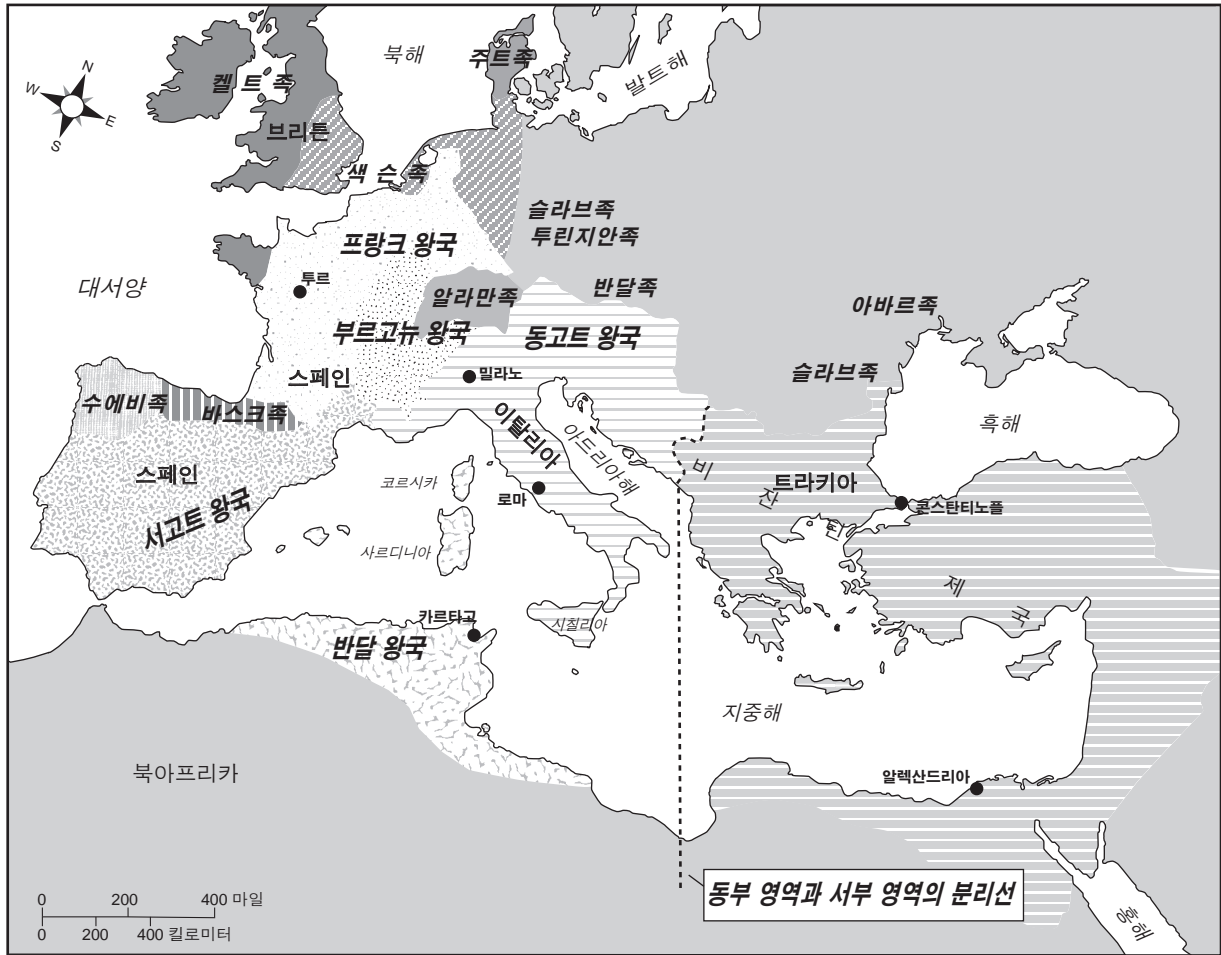 북해
주트족
발트해
켈트족
N
W
E
S
브리튼
색슨족
슬라브족
투린지안족
프랑크 왕국
대서양
투르
알라만족
반달족
아바르족
부르고뉴 왕국
동고트 왕국
스페인
밀라노
슬라브족
수에비족
바스크족
이탈리아
아드리아해
흑해
스페인
코르시카
로마
비잔틴 제국
트라키아
콘스탄티노플
서고트 왕국
사르디니아
카르타고
시칠리아
반달 왕국
지중해
북아프리카
알렉산드리아
동부 영역과 서부 영역의 분리선
홍해
0 200 400 마일
0 200 400 킬로미터